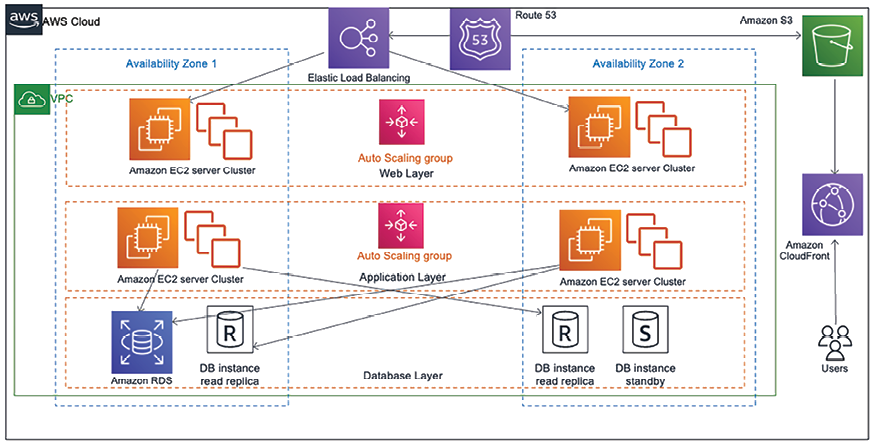 aws
AWS Cloud
Route 53
53
Amazon S3
Elastic Load Balancing
Availability Zone 1
Availability Zone 2
VPC
Amazon EC2 server Cluster
Auto Scaling group
Web Layer
Amazon EC2 server Cluster
Amazon EC2 server Cluster
Auto Scaling group
Application Layer
Amazon EC2 server Cluster
Amazon
CloudFront
Amazon RDS
R
DB instance
read replica
Database Layer
R
DB instance
read replica
S
DB instance
standby
Users